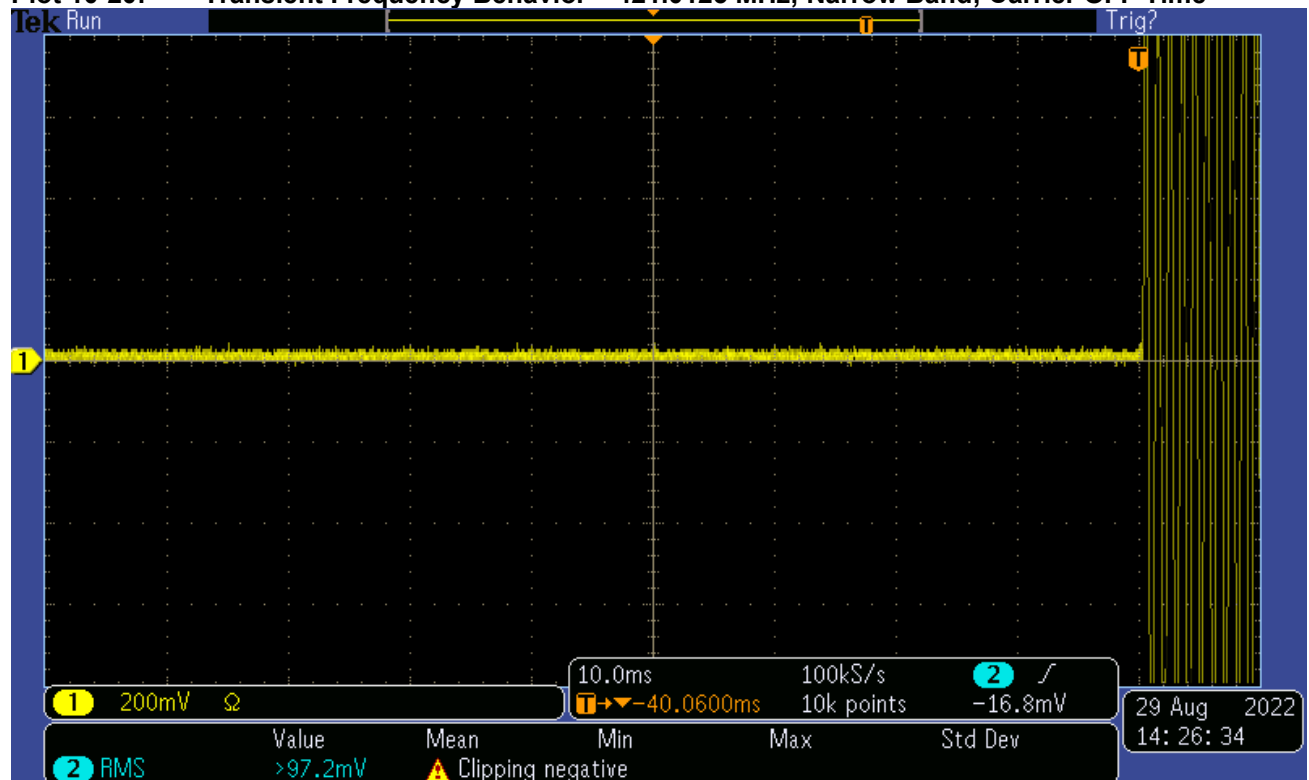 Tek Run Trig?
T
T
1
10.0ms 100kS/s 2
1 200mV Ω T→▼-40.0600ms 10k points -16.8mV
29 Aug 2022
14:26:34
Value Mean Min Max Std Dev
2 RMS >97.2mV Clipping negative